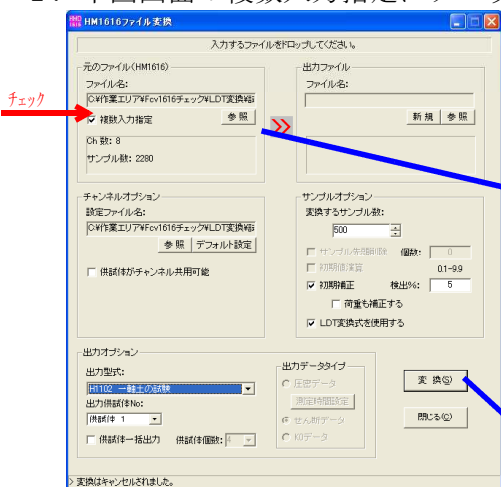 HM1616ファイル変換
入力するファイルをドロップしてください。
元のファイル(HM1616)
ファイル名:
C:¥作業エリア¥Fcv1616チェック¥LDT変換¥
チェック
複数入力指定
参 照
Ch 数: 8
サンプル数: 2280
出力ファイル
ファイル名:
新 規
参 照
チャンネルオプション
設定ファイル名:
C:¥作業エリア¥Fcv1616チェック¥LDT変換¥
参 照
デフォルト設定
供試体がチャンネル共用可能
サンプルオプション
変換するサンプル数:
500
サンプル先頭削除
個数:
0
初期値演算
0.1-9.9
初期補正
検出%:
5
荷重も補正する
LDT変換式を使用する
出力オプション
出力型式:
H1102 一軸土の試験
出力供試体No:
供試体 1
供試体一括出力
供試体個数:
4
出力データタイプ
圧密データ
測定時間設定
せん断データ
K0データ
変 換(S)
閉じる(C)
> 変換はキャンセルされました。